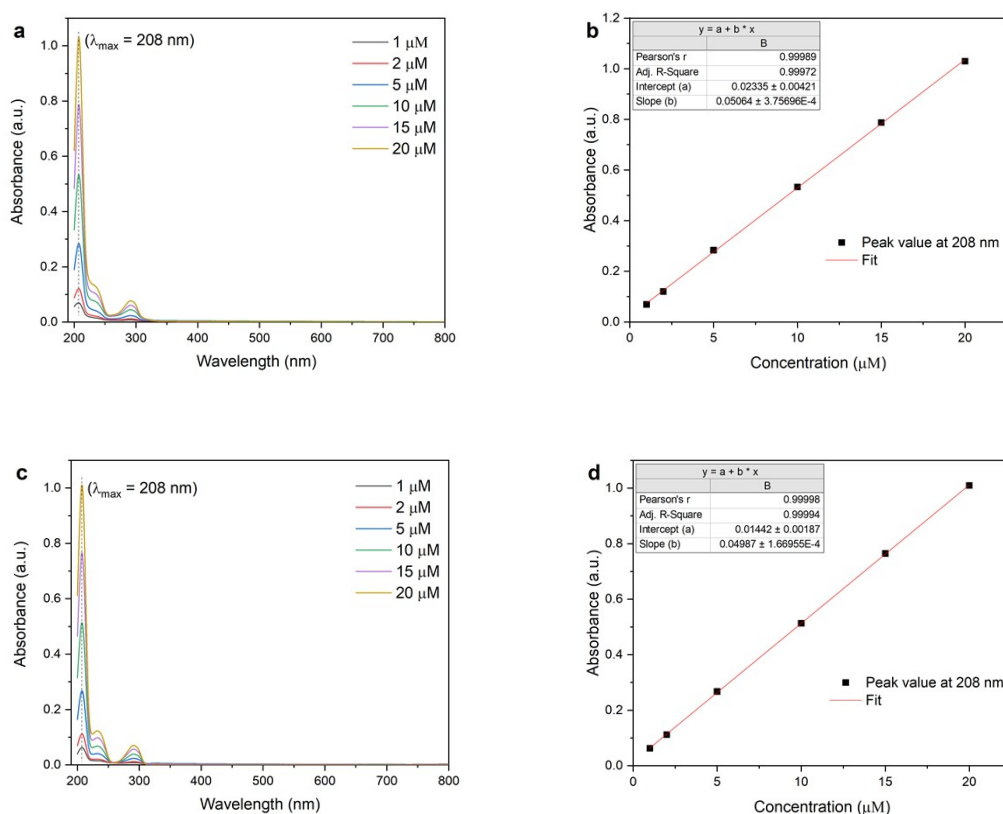 a
(λmax = 208 nm)
1 μM
2 μM
5 μM
10 μM
15 μM
20 μM
1.0
0.8
0.6
0.4
0.2
0.0
Absorbance (a.u.)
200 300 400 500 600 700 800
Wavelength (nm)
b
y = a + b * x
B
Pearson's r 0.99989
Adj. R-Square 0.99972
Intercept (a) 0.02335 ± 0.00421
Slope (b) 0.05064 ± 3.75696E-4
1.2
1.0
0.8
0.6
0.4
0.2
0.0
Absorbance (a.u.)
Peak value at 208 nm
Fit
0 5 10 15 20
Concentration (μM)
c
(λmax = 208 nm)
1 μM
2 μM
5 μM
10 μM
15 μM
20 μM
1.0
0.8
0.6
0.4
0.2
0.0
Absorbance (a.u.)
200 300 400 500 600 700 800
Wavelength (nm)
d
y = a + b * x
B
Pearson's r 0.99998
Adj. R-Square 0.99994
Intercept (a) 0.01442 ± 0.00187
Slope (b) 0.04987 ± 1.66955E-4
1.0
0.8
0.6
0.4
0.2
0.0
Absorbance (a.u.)
Peak value at 208 nm
Fit
0 5 10 15 20
Concentration (μM)